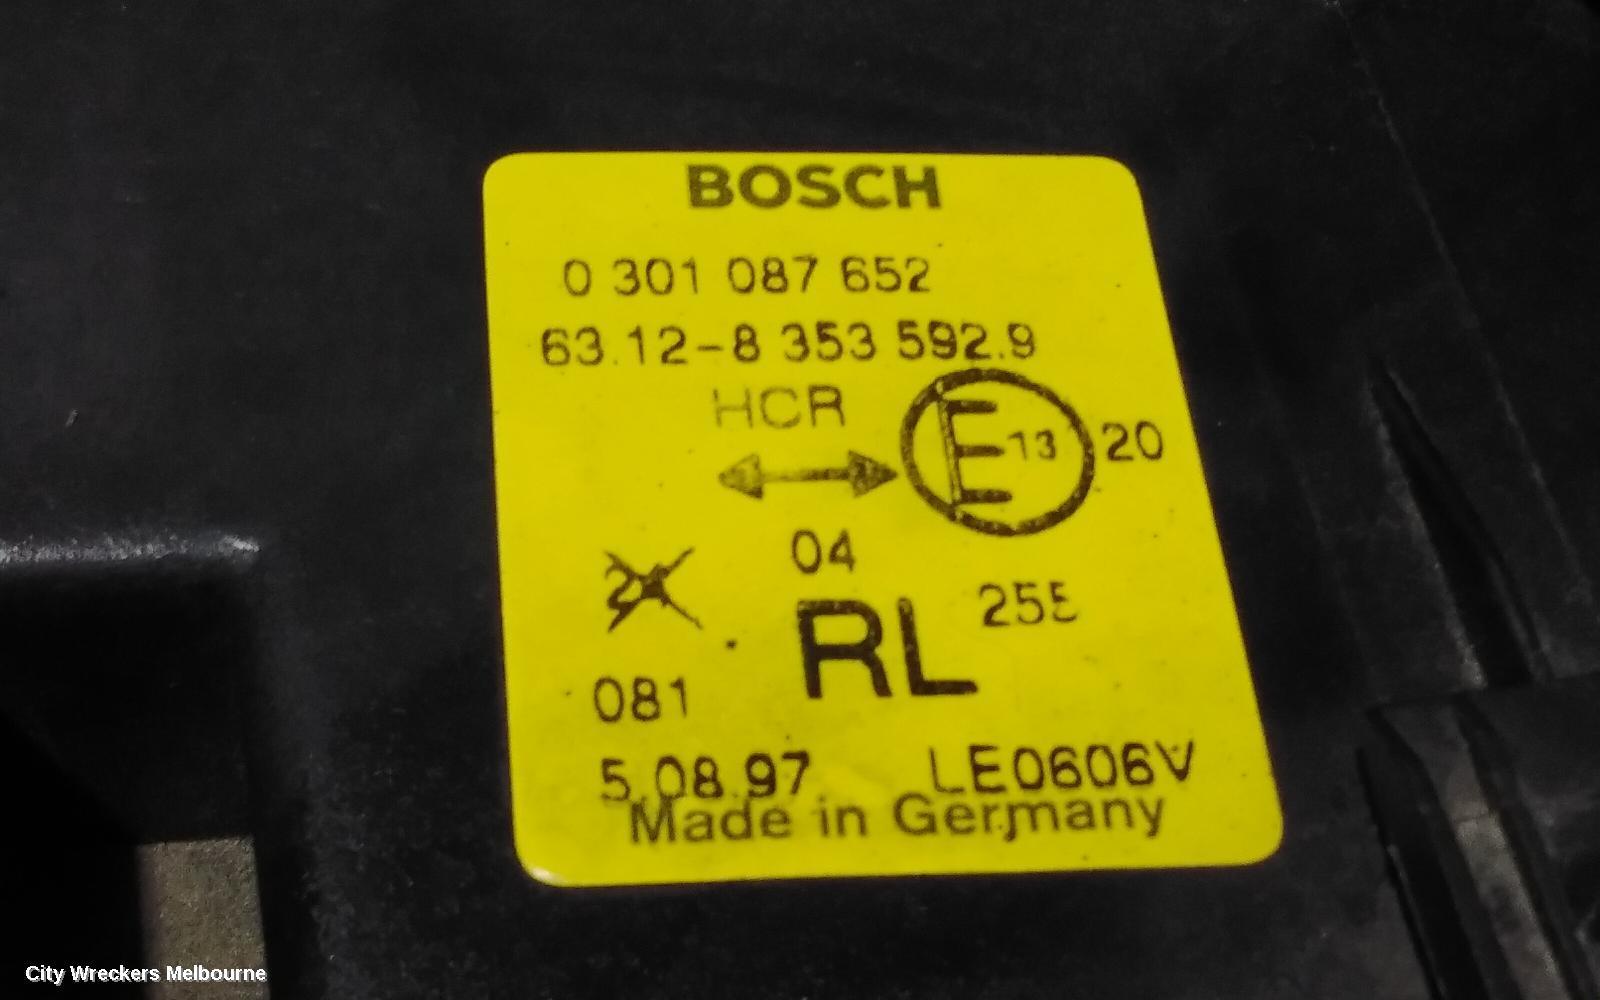 BOSCH
0 301 087 652
63.12-8 353 592.9
HCR
E13 20
04
255
RL
081
5.08.97 LE0606V
Made in Germany
City Wreckers Melbourne